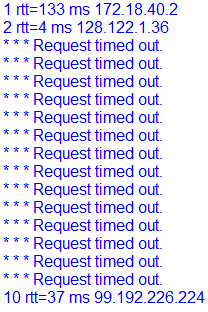 1 rtt=133 ms 172.18.40.2
2 rtt=4 ms 128.122.1.36
* * * Request timed out.
* * * Request timed out.
* * * Request timed out.
* * * Request timed out.
* * * Request timed out.
* * * Request timed out.
* * * Request timed out.
* * * Request timed out.
* * * Request timed out.
* * * Request timed out.
* * * Request timed out.
* * * Request timed out.
* * * Request timed out.
* * * Request timed out.
10 rtt=37 ms 99.192.226.224